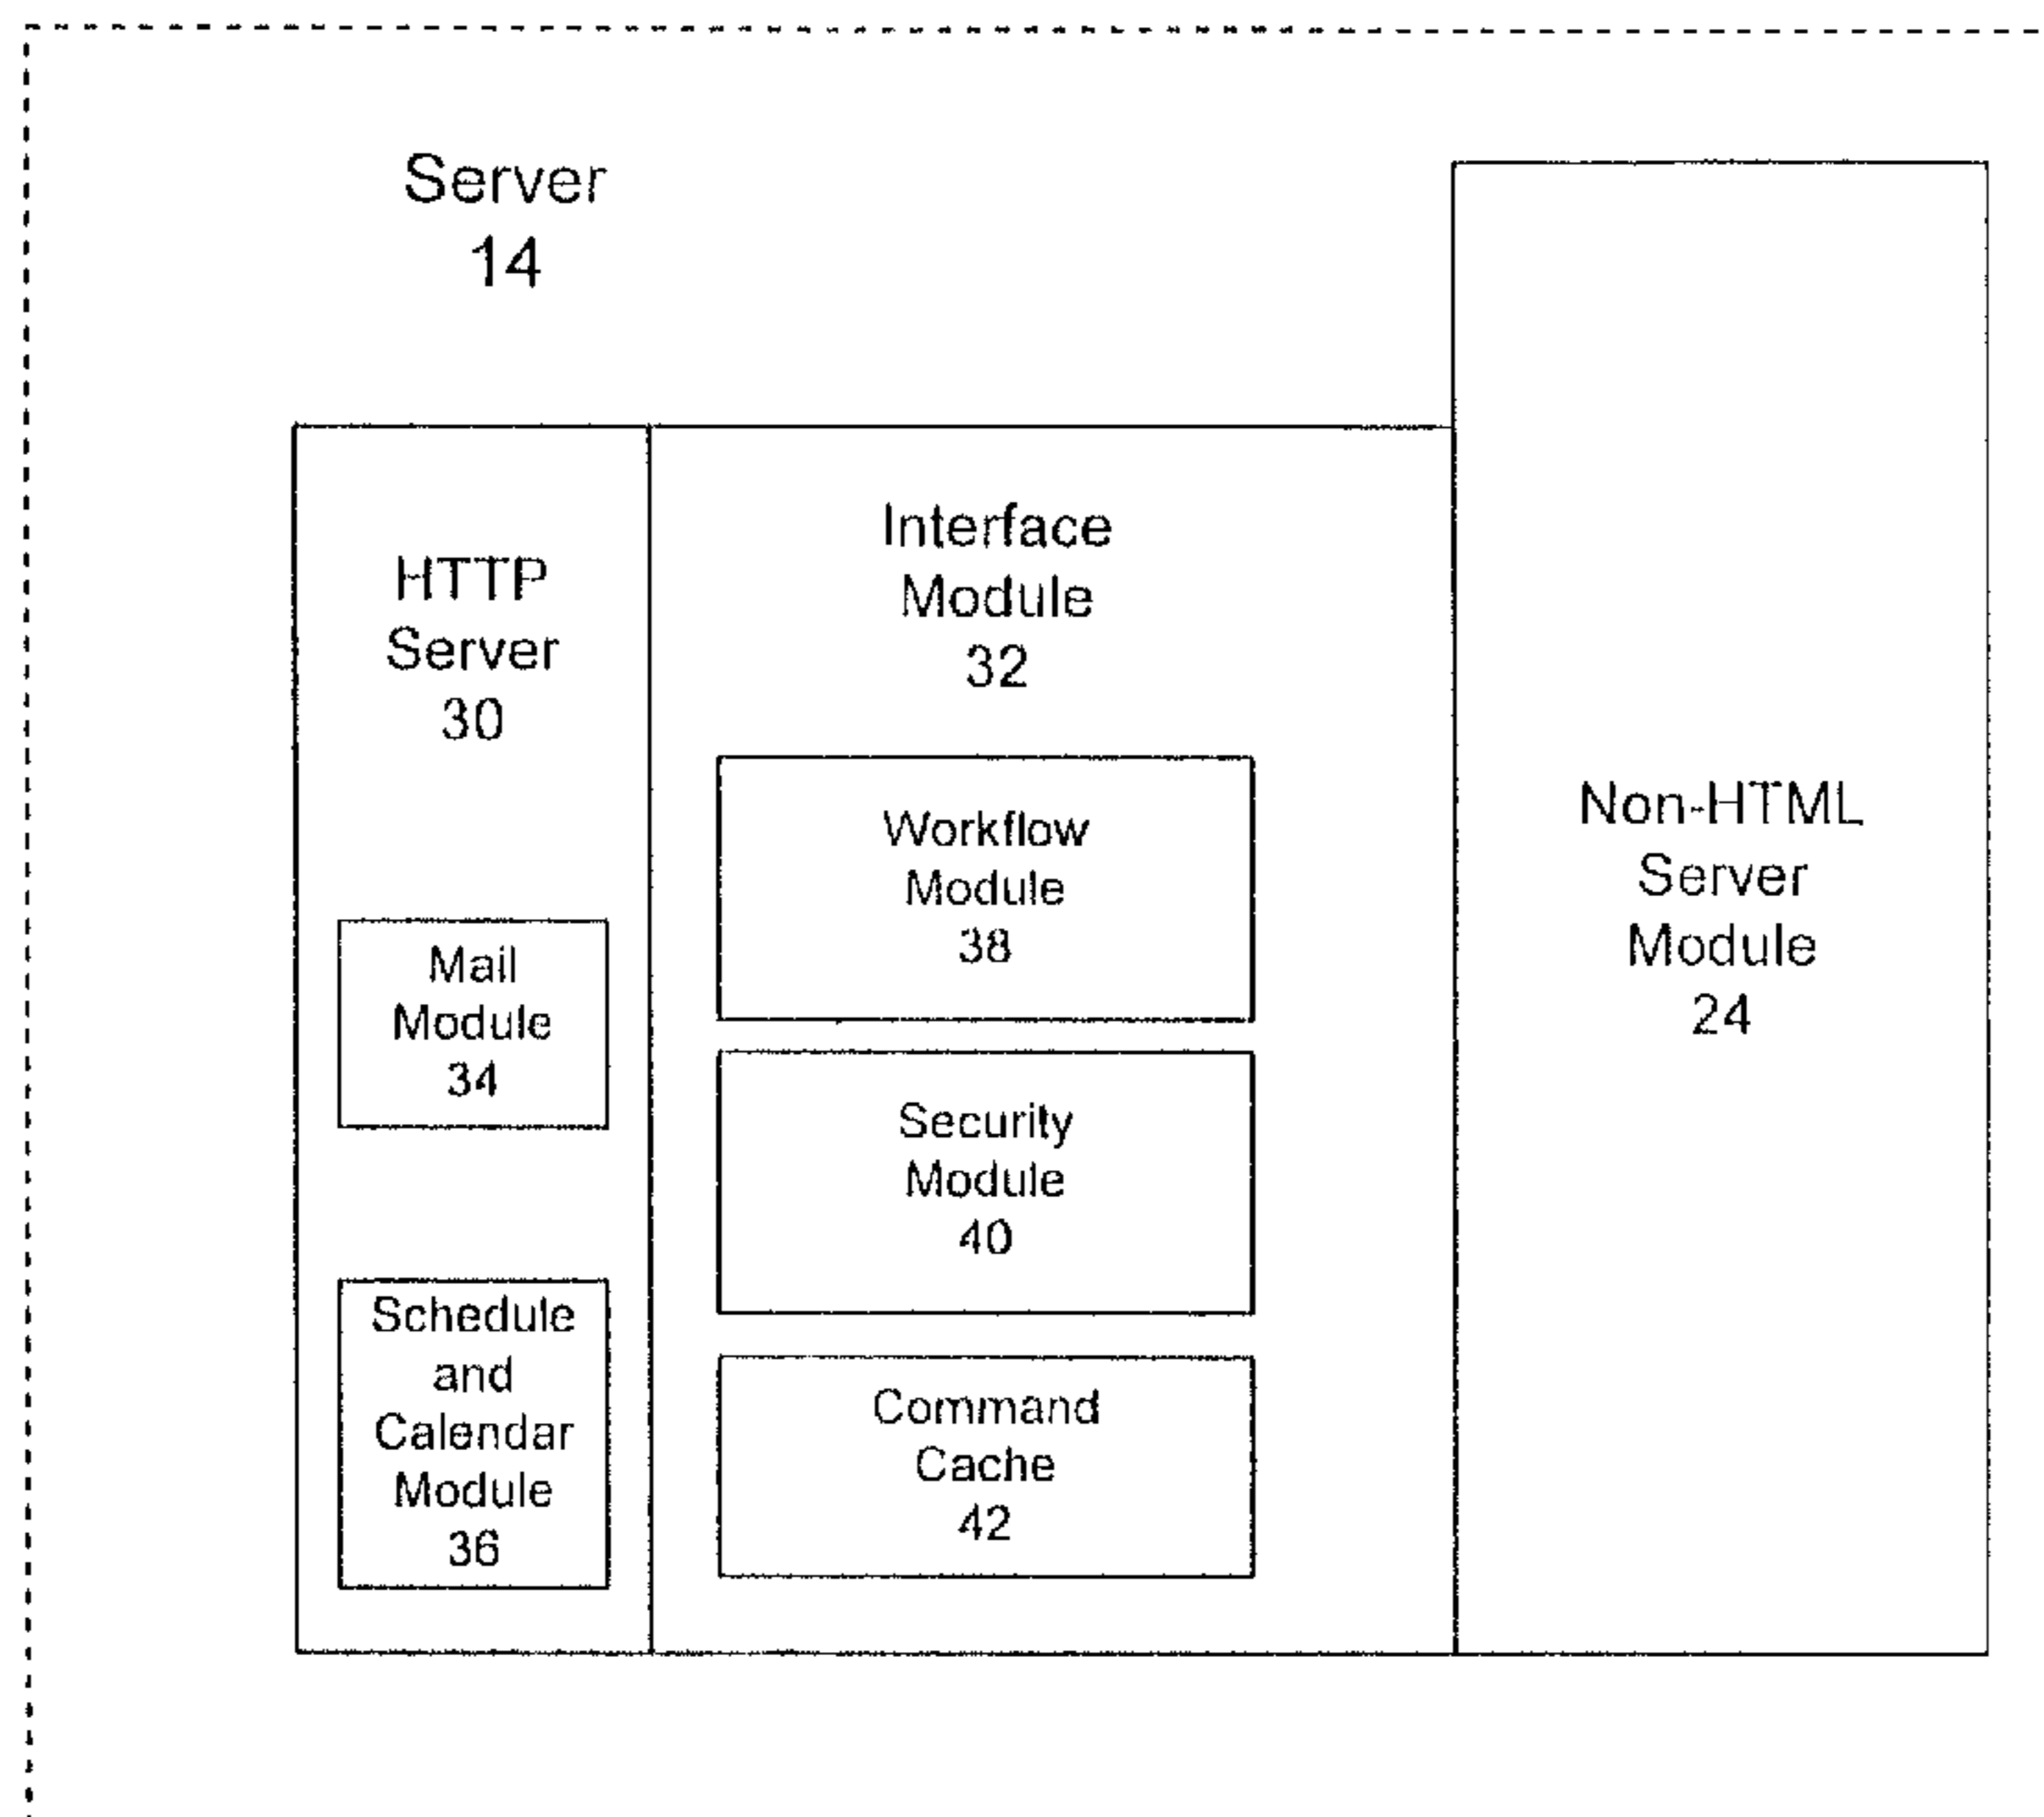 Server
14
HTTP
Server
30
Mail
Module
34
Schedule
and
Calendar
Module
36
Interface
Module
32
Workflow
Module
38
Security
Module
40
Command
Cache
42
Non-HTML
Server
Module
24